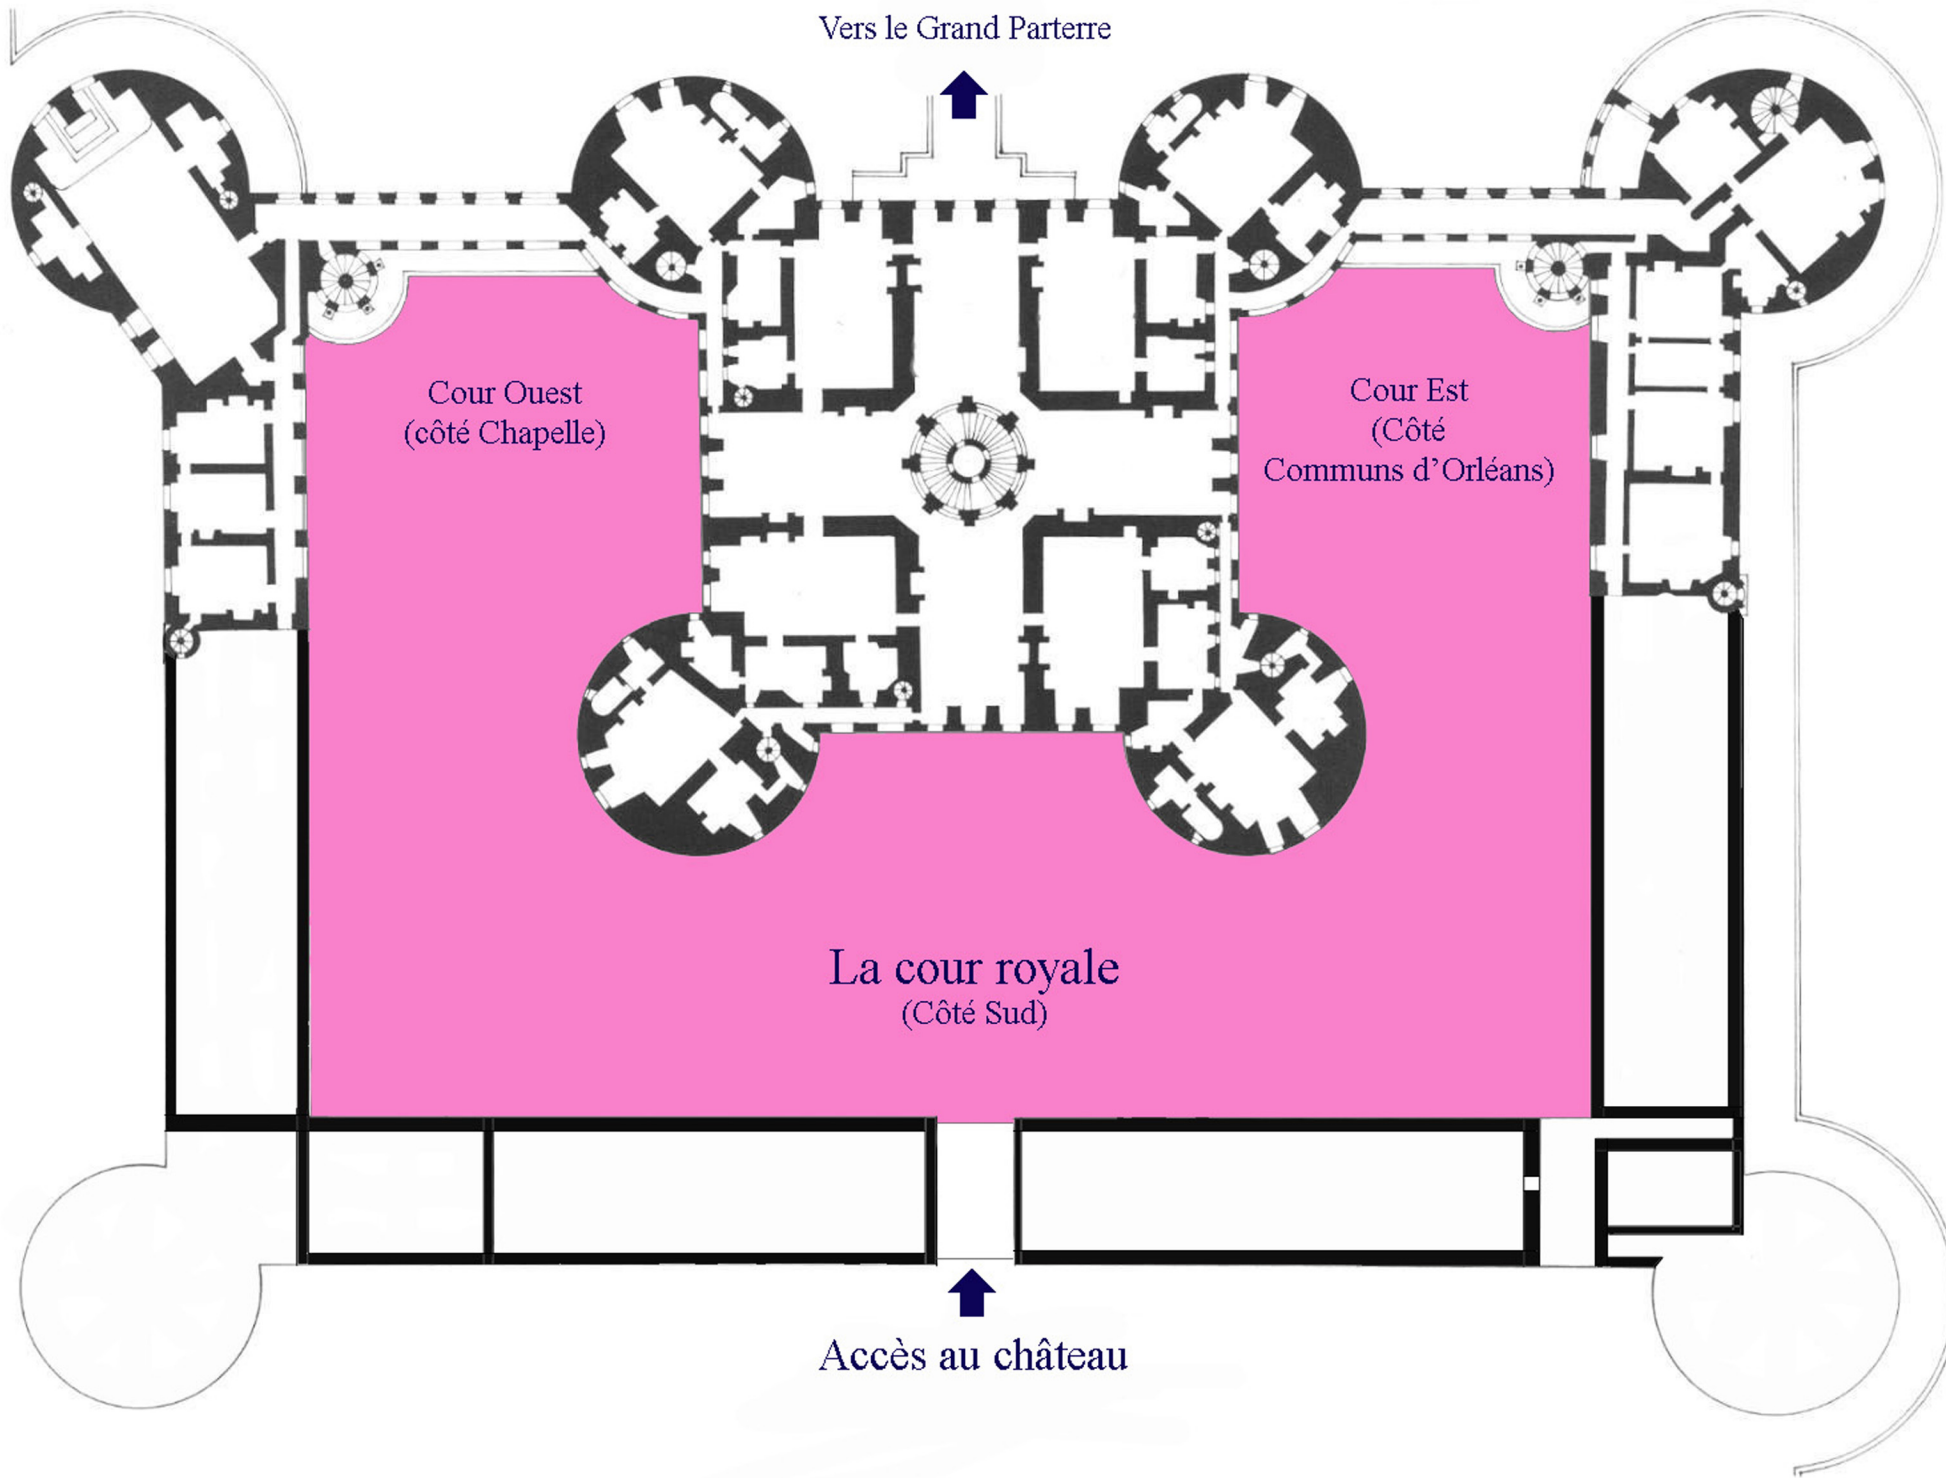 Vers le Grand Parterre
Cour Ouest
(côté Chapelle)
Cour Est
(Côté
Communs d’Orléans)
La cour royale
(Côté Sud)
Accès au château